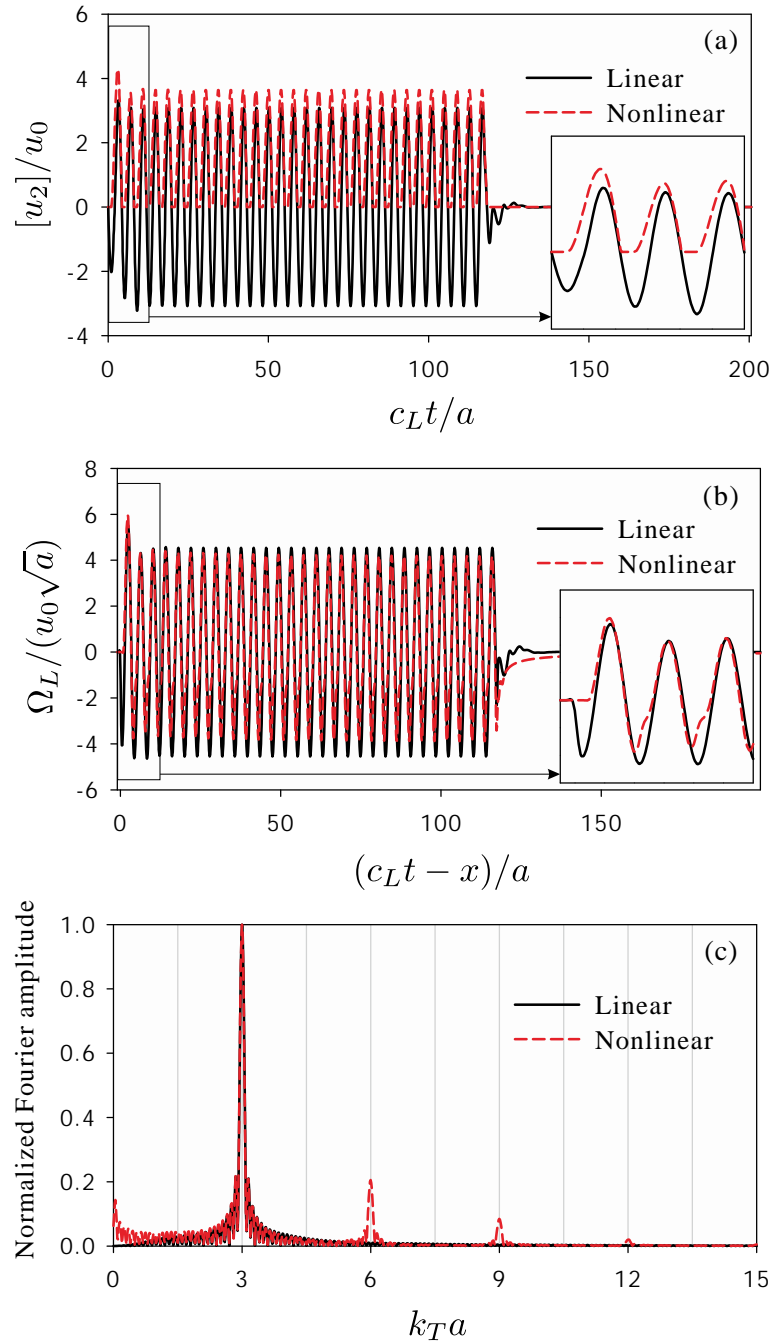 (a)
Linear
Nonlinear
6
4
2
0
-2
-4
[u2]/u0
0
50
100
150
200
cLt/a
(b)
Linear
Nonlinear
8
6
4
2
0
-2
-4
-6
ΩL/(u0√a)
0
50
100
150
(cLt − x)/a
(c)
Linear
Nonlinear
1.0
0.8
0.6
0.4
0.2
0.0
Normalized Fourier amplitude
0
3
6
9
12
15
kTa